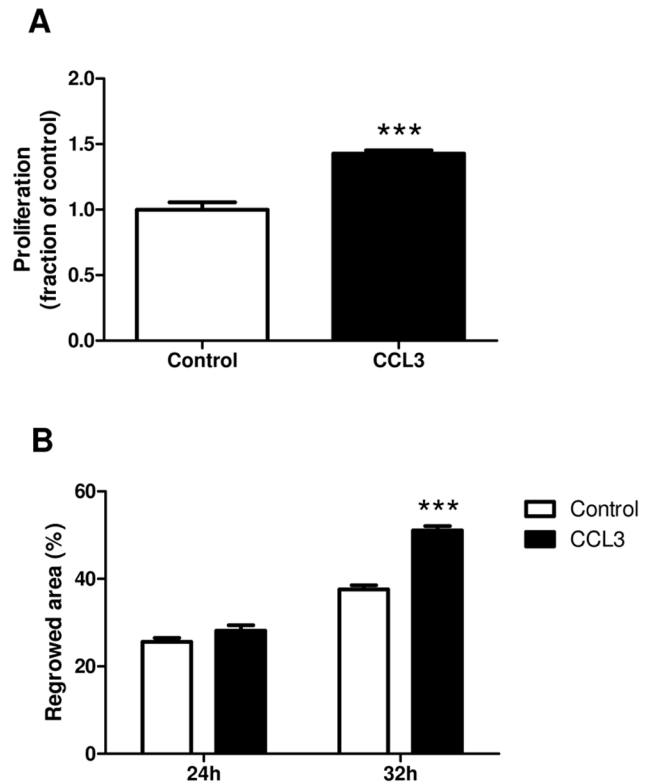 A
2.0
1.5
1.0
0.5
0.0
Proliferation
(fraction of control)
***
Control
CCL3
B
60
40
20
0
Regrowed area (%)
***
24h
32h
Control
CCL3